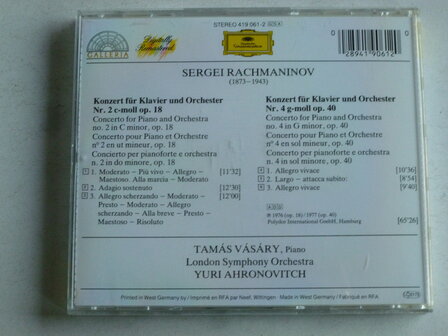 STEREO 419 061-2
GALLERIA
Digitally
Remastered
Deutsche
Grammophon
0
28941 90612
SERGEI RACHMANINOV
(1873–1943)
Konzert für Klavier und Orchester
Nr. 2 c-moll op. 18
Concerto for Piano and Orchestra
no. 2 in C minor, op. 18
Concerto pour Piano et Orchestre
n° 2 en ut mineur, op. 18
Concerto per pianoforte e orchestra
n. 2 in do minore, op. 18
1 1. Moderato – Più vivo – Allegro –
Maestoso. Alla marcia – Moderato [11'32]
2 2. Adagio sostenuto [12'30]
3 3. Allegro scherzando – Moderato – [12'00]
Presto – Moderato – Allegro
scherzando – Alla breve – Presto –
Maestoso – Risoluto
Konzert für Klavier und Orchester
Nr. 4 g-moll op. 40
Concerto for Piano and Orchestra
no. 4 in G minor, op. 40
Concerto pour Piano et Orchestre
n° 4 en sol mineur, op. 40
Concerto per pianoforte e orchestra
n. 4 in sol minore, op. 40
1. Allegro vivace [10'36]
2. Largo – attacca subito: [8'54]
3. Allegro vivace [9'40]
ADD
℗ 1976 (op. 18) / 1977 (op. 40)
Polydor International GmbH, Hamburg [65'26]
TAMÁS VÁSÁRY, Piano
London Symphony Orchestra
YURI AHRONOVITCH
Printed in West Germany by / Imprimé en RFA par Neef, Wittingen · Made in West Germany / Fabriqué en RFA